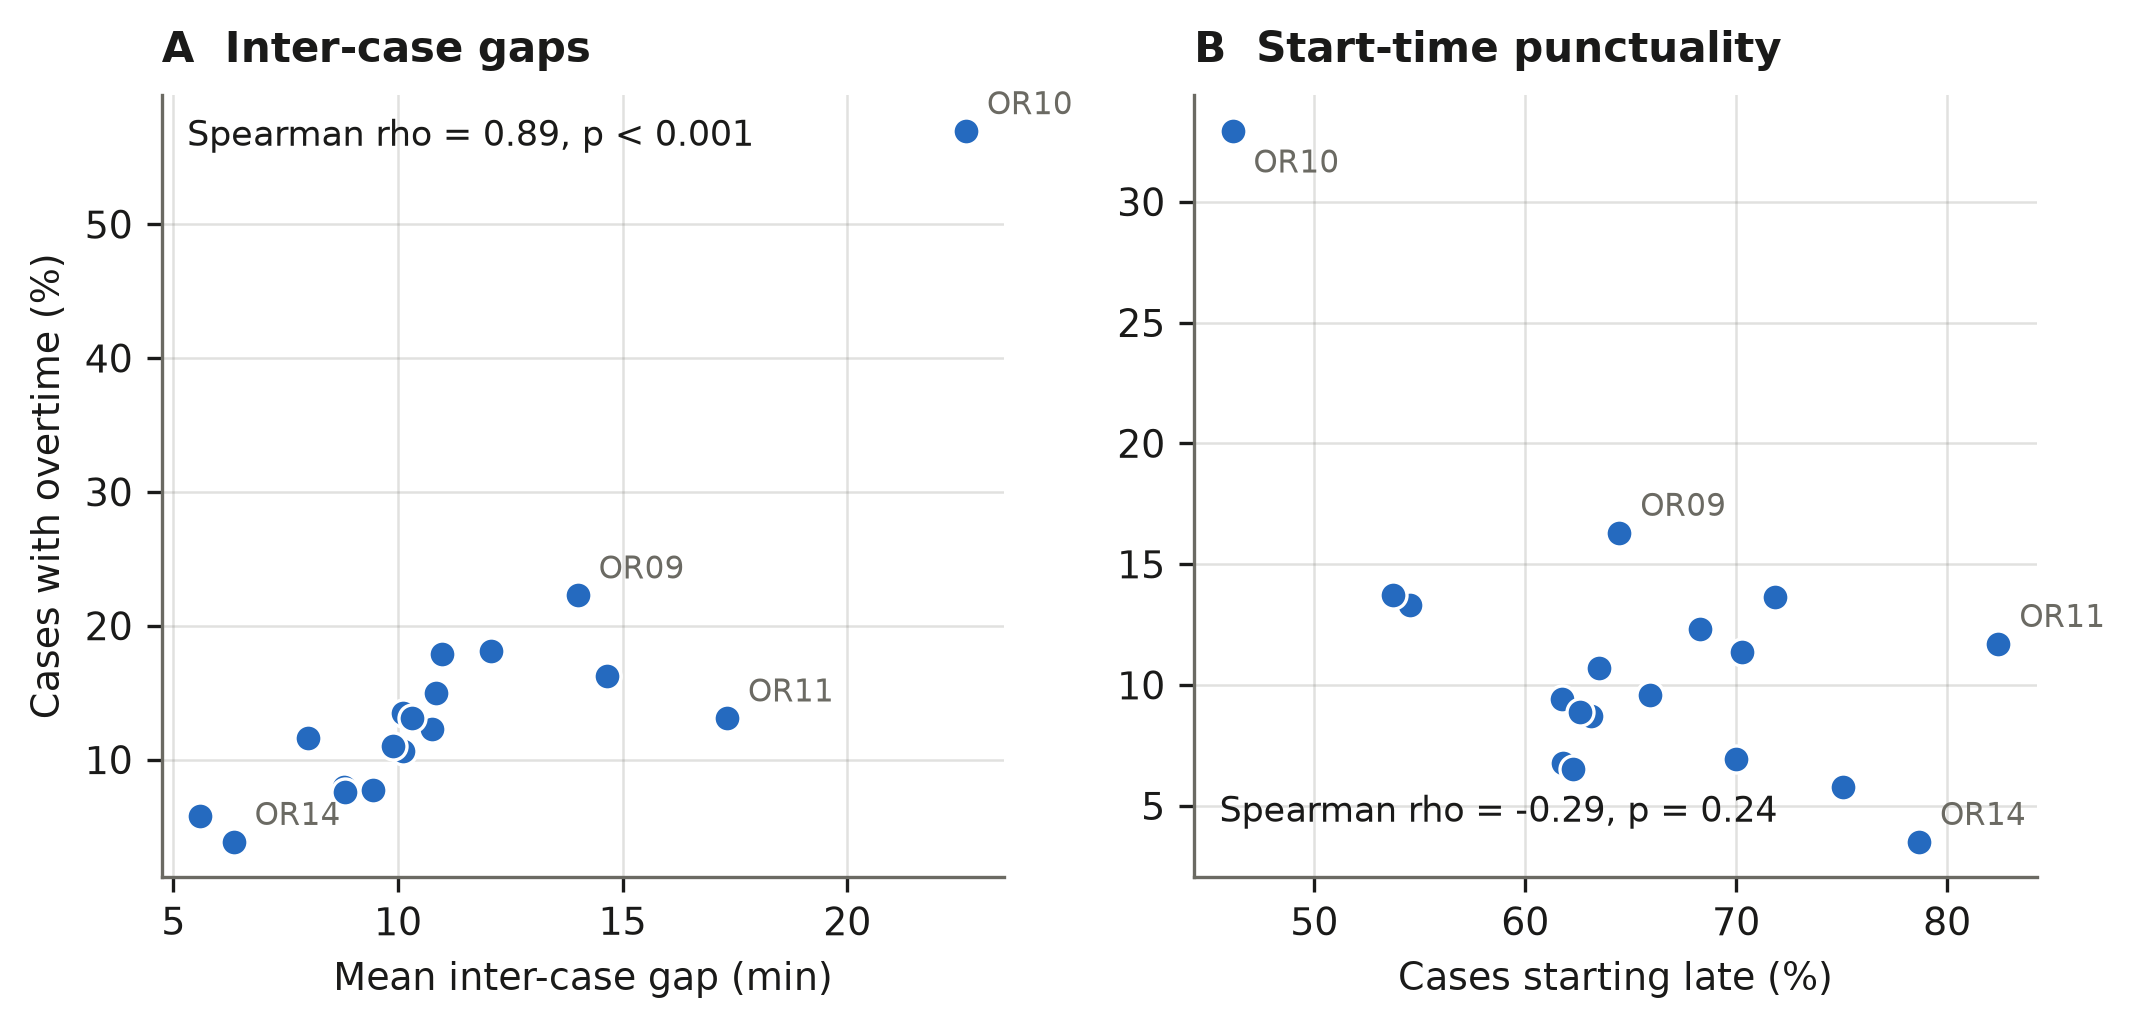 A Inter-case gaps
Spearman rho = 0.89, p < 0.001
OR10
OR09
OR11
OR14
50
40
30
20
10
Cases with overtime (%)
5 10 15 20
Mean inter-case gap (min)
B Start-time punctuality
OR10
OR09
OR11
OR14
Spearman rho = -0.29, p = 0.24
30
25
20
15
10
5
50 60 70 80
Cases starting late (%)